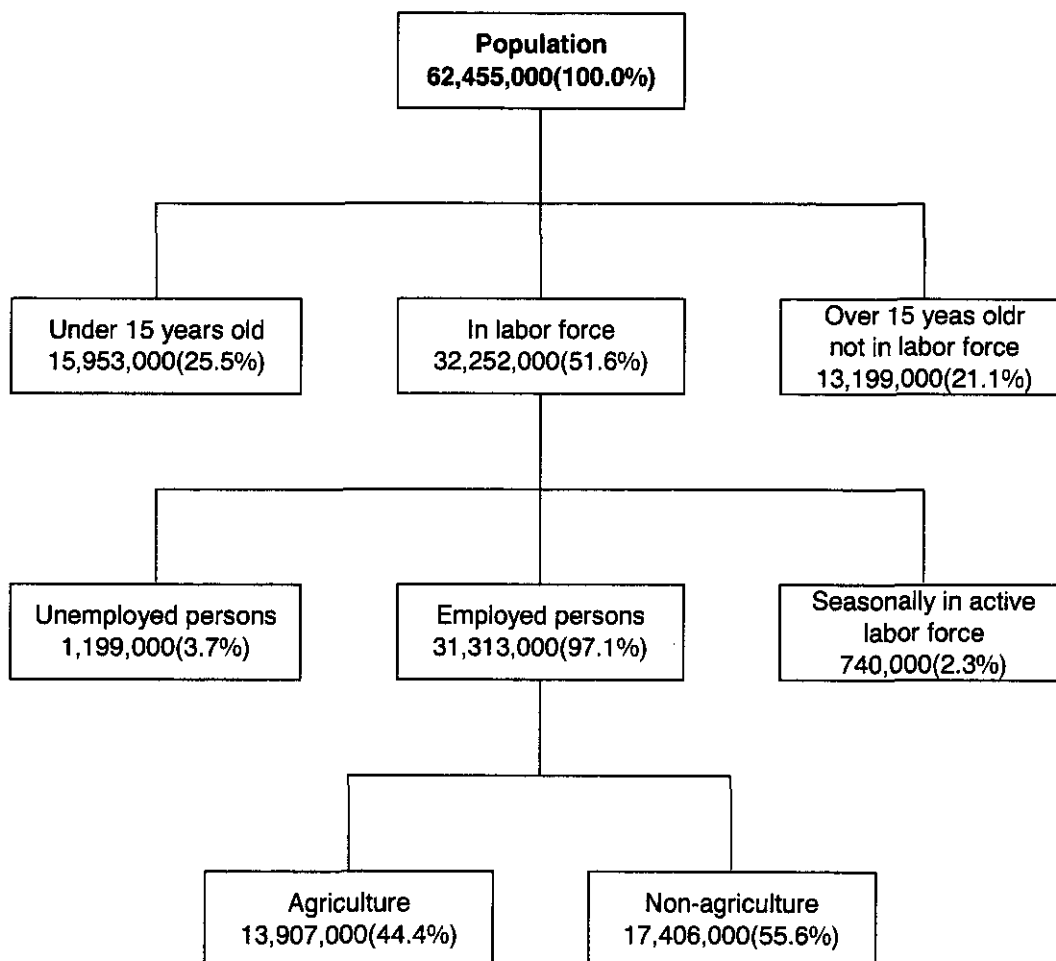 Population
62,455,000(100.0%)
Under 15 years old
15,953,000(25.5%)
In labor force
32,252,000(51.6%)
Over 15 yeas oldr
not in labor force
13,199,000(21.1%)
Unemployed persons
1,199,000(3.7%)
Employed persons
31,313,000(97.1%)
Seasonally in active
labor force
740,000(2.3%)
Agriculture
13,907,000(44.4%)
Non-agriculture
17,406,000(55.6%)